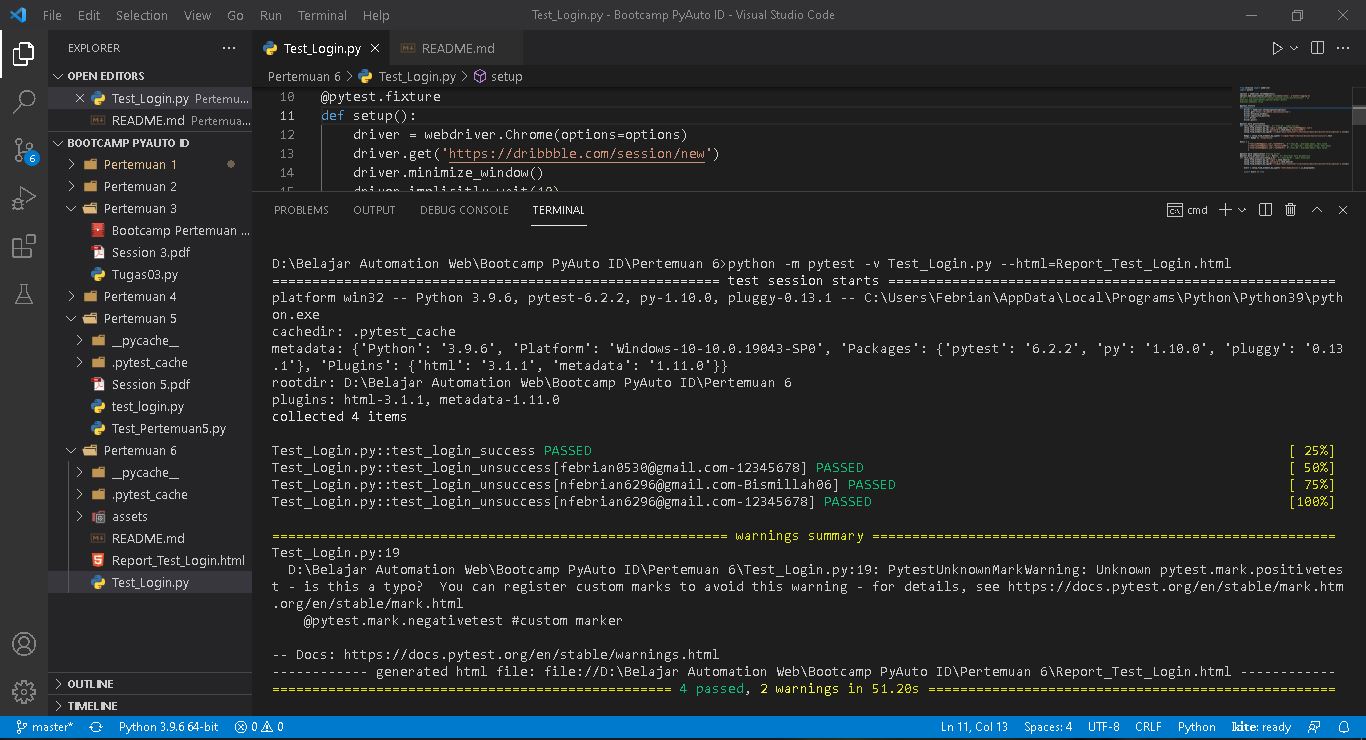 File Edit Selection View Go Run Terminal Help
Test_Login.py - Bootcamp PyAuto ID - Visual Studio Code
EXPLORER
OPEN EDITORS
Test_Login.py Pertemu...
README.md Pertemua...
BOOTCAMP PYAUTO ID
Pertemuan 1
Pertemuan 2
Pertemuan 3
Bootcamp Pertemuan ...
Session 3.pdf
Tugas03.py
Pertemuan 4
Pertemuan 5
__pycache__
.pytest_cache
Session 5.pdf
test_login.py
Test_Pertemuan5.py
Pertemuan 6
__pycache__
.pytest_cache
assets
README.md
Report_Test_Login.html
Test_Login.py
OUTLINE
TIMELINE
6
Test_Login.py
README.md
Pertemuan 6 > Test_Login.py > setup
10 @pytest.fixture
11 def setup():
12 driver = webdriver.Chrome(options=options)
13 driver.get('https://dribbble.com/session/new')
14 driver.minimize_window()
15 driver.implicitly_wait(10)
PROBLEMS OUTPUT DEBUG CONSOLE TERMINAL
cmd
D:\Belajar Automation Web\Bootcamp PyAuto ID\Pertemuan 6>python -m pytest -v Test_Login.py --html=Report_Test_Login.html
======================================================== test session starts ========================================================
platform win32 -- Python 3.9.6, pytest-6.2.2, py-1.10.0, pluggy-0.13.1 -- C:\Users\Febrian\AppData\Local\Programs\Python\Python39\pyth
on.exe
cachedir: .pytest_cache
metadata: {'Python': '3.9.6', 'Platform': 'Windows-10-10.0.19043-SP0', 'Packages': {'pytest': '6.2.2', 'py': '1.10.0', 'pluggy': '0.13
.1'}, 'Plugins': {'html': '3.1.1', 'metadata': '1.11.0'}}
rootdir: D:\Belajar Automation Web\Bootcamp PyAuto ID\Pertemuan 6
plugins: html-3.1.1, metadata-1.11.0
collected 4 items
Test_Login.py::test_login_success PASSED [ 25%]
Test_Login.py::test_login_unsuccess[febrian0530@gmail.com-12345678] PASSED [ 50%]
Test_Login.py::test_login_unsuccess[nfebrian6296@gmail.com-Bismillah06] PASSED [ 75%]
Test_Login.py::test_login_unsuccess[nfebrian6296@gmail.com-12345678] PASSED [100%]
========================================================= warnings summary ==========================================================
Test_Login.py:19
D:\Belajar Automation Web\Bootcamp PyAuto ID\Pertemuan 6\Test_Login.py:19: PytestUnknownMarkWarning: Unknown pytest.mark.positivetes
t - is this a typo?  You can register custom marks to avoid this warning - for details, see https://docs.pytest.org/en/stable/mark.htm
.org/en/stable/mark.html
@pytest.mark.negativetest #custom marker
-- Docs: https://docs.pytest.org/en/stable/warnings.html
------------ generated html file: file://D:\Belajar Automation Web\Bootcamp PyAuto ID\Pertemuan 6\Report_Test_Login.html ------------
================================================== 4 passed, 2 warnings in 51.20s ===================================================
master* Python 3.9.6 64-bit 0 0 Ln 11, Col 13 Spaces: 4 UTF-8 CRLF Python kite: ready